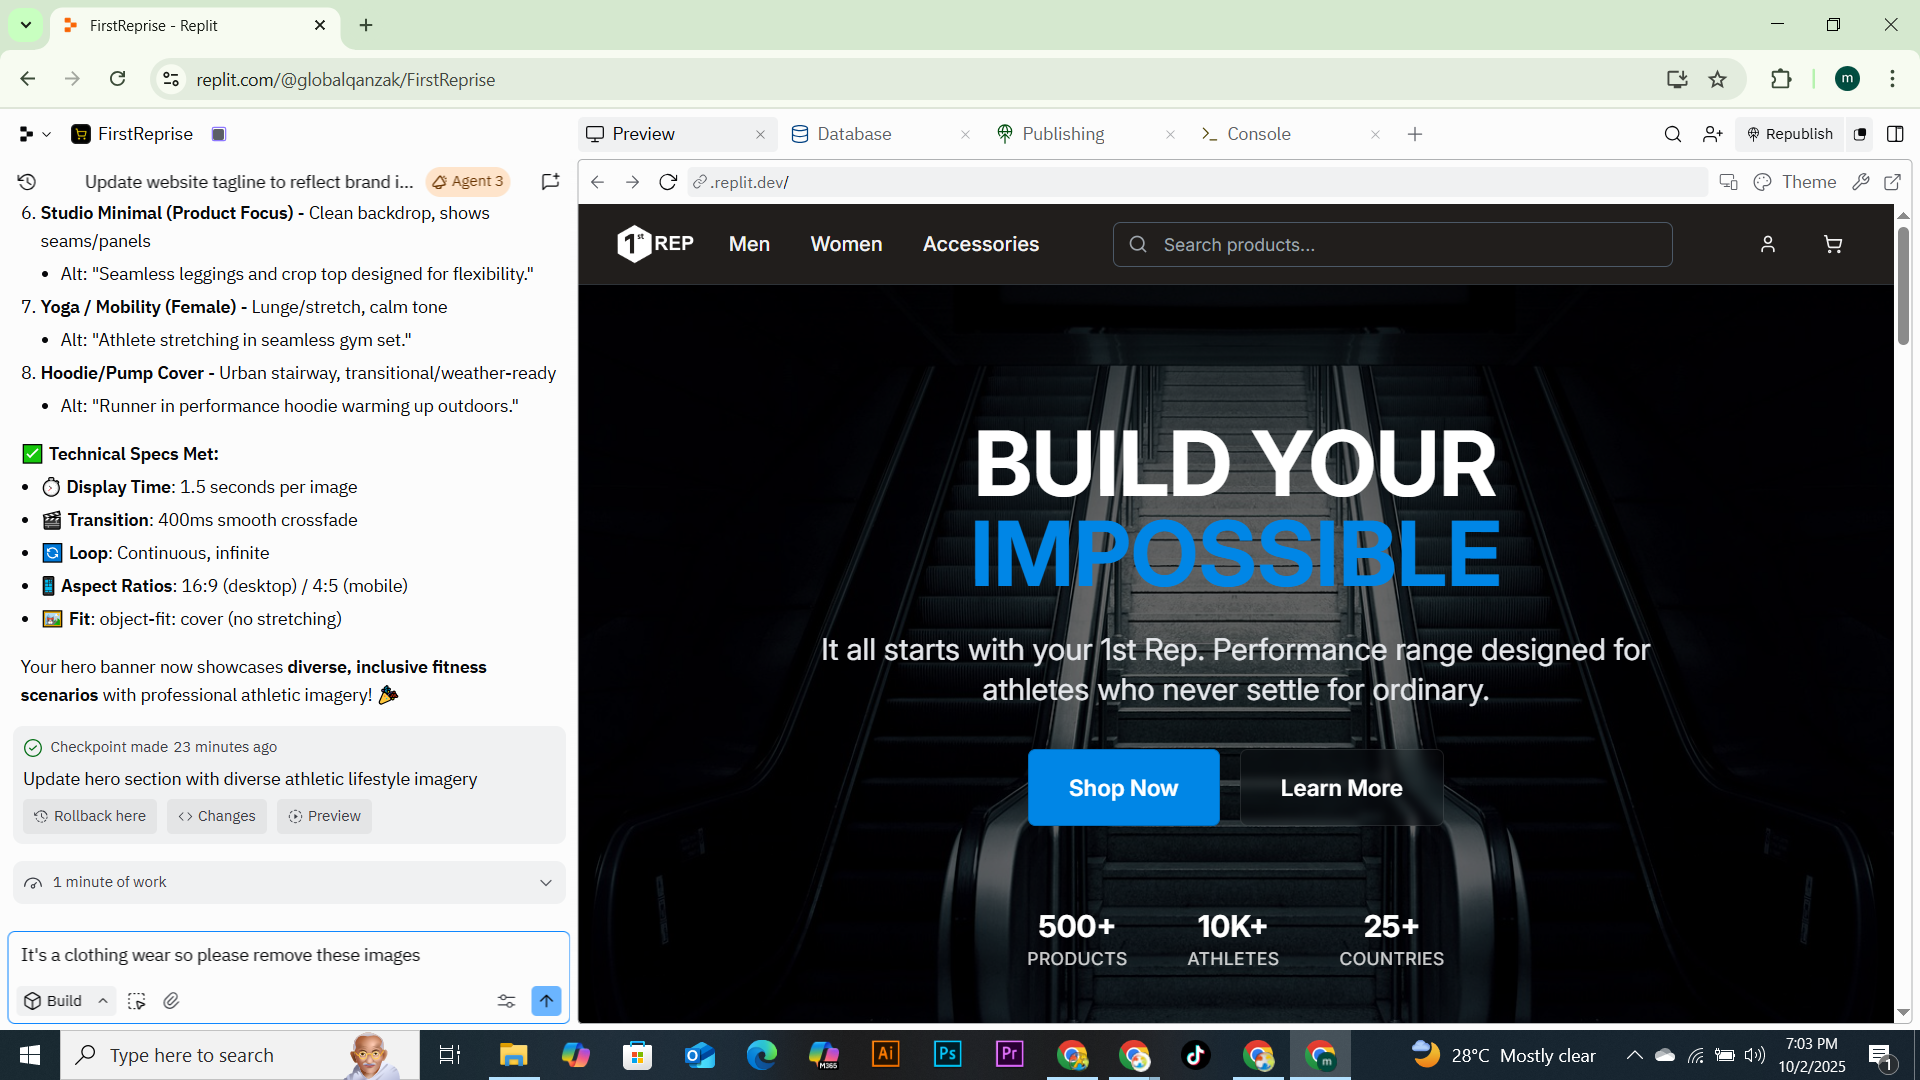 FirstReprise - Replit
replit.com/@globalqanzak/FirstReprise
m
FirstReprise
Preview
Database
Publishing
Console
Republish
Update website tagline to reflect brand i...
Agent 3
.replit.dev/
Theme
6. Studio Minimal (Product Focus) - Clean backdrop, shows
seams/panels
• Alt: "Seamless leggings and crop top designed for flexibility."
7. Yoga / Mobility (Female) - Lunge/stretch, calm tone
• Alt: "Athlete stretching in seamless gym set."
8. Hoodie/Pump Cover - Urban stairway, transitional/weather-ready
• Alt: "Runner in performance hoodie warming up outdoors."
✅ Technical Specs Met:
• ⏱️ Display Time: 1.5 seconds per image
• 🎬 Transition: 400ms smooth crossfade
• 🔄 Loop: Continuous, infinite
• 📱 Aspect Ratios: 16:9 (desktop) / 4:5 (mobile)
• 🖼️ Fit: object-fit: cover (no stretching)
Your hero banner now showcases diverse, inclusive fitness
scenarios with professional athletic imagery! 🎉
Checkpoint made 23 minutes ago
Update hero section with diverse athletic lifestyle imagery
Rollback here
Changes
Preview
1 minute of work
It's a clothing wear so please remove these images
Build
1st REP
Men
Women
Accessories
Search products...
BUILD YOUR
IMPOSSIBLE
It all starts with your 1st Rep. Performance range designed for
athletes who never settle for ordinary.
Shop Now
Learn More
500+
PRODUCTS
10K+
ATHLETES
25+
COUNTRIES
Type here to search
M365
Ai
Ps
Pr
m
28°C Mostly clear
7:03 PM
10/2/2025
1